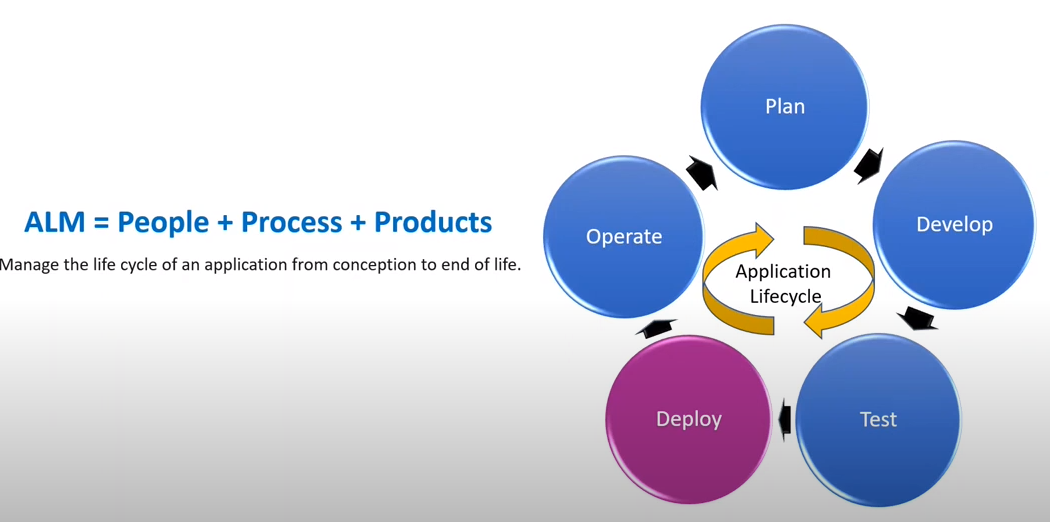 ALM = People + Process + Products
Manage the life cycle of an application from conception to end of life.
Plan
Develop
Operate
Application
Lifecycle
Deploy
Test